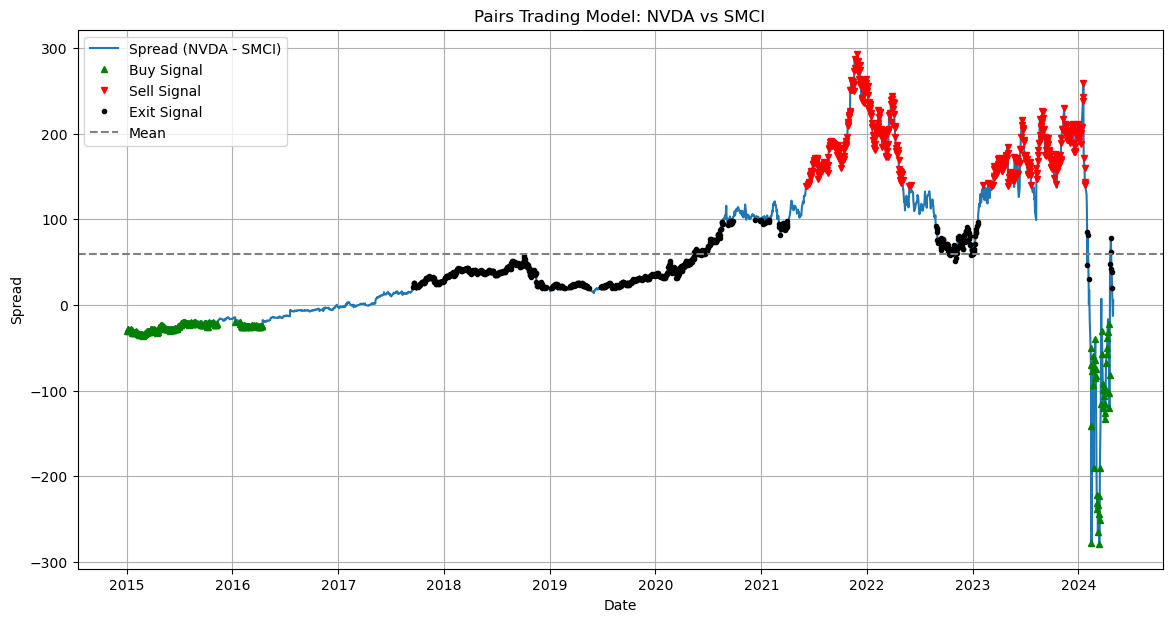 Pairs Trading Model: NVDA vs SMCI
Spread (NVDA - SMCI)
Buy Signal
Sell Signal
Exit Signal
Mean
Spread
300
200
100
0
−100
−200
−300
2015
2016
2017
2018
2019
2020
2021
2022
2023
2024
Date